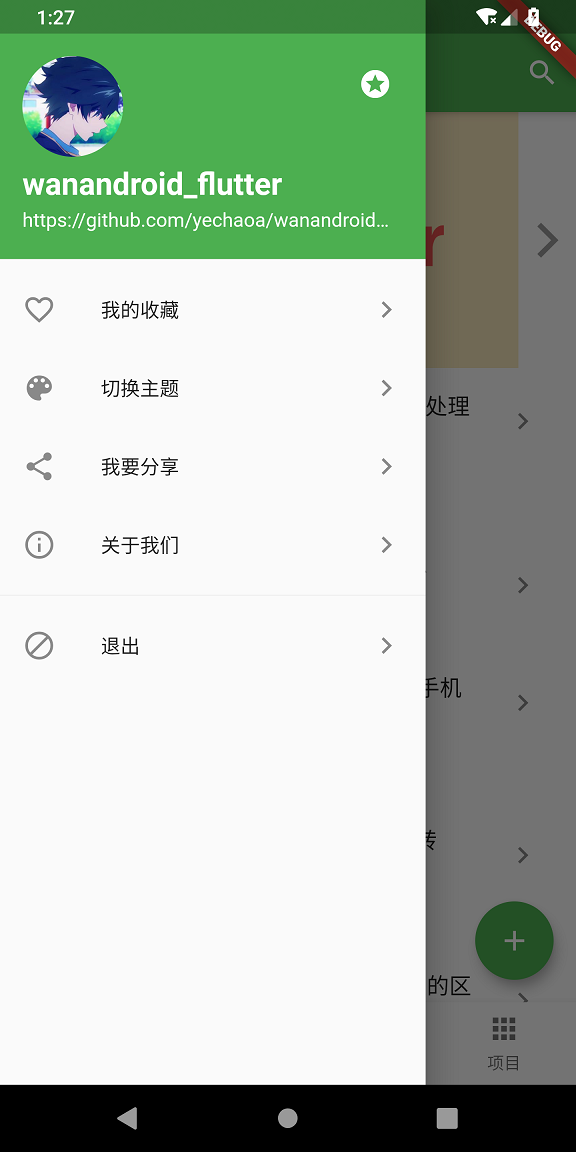 1:27
DEBUG
wanandroid_flutter
https://github.com/yechaoa/wanandroid...
r
我的收藏
切换主题
处理
我要分享
关于我们
退出
手机
转
的区
项目